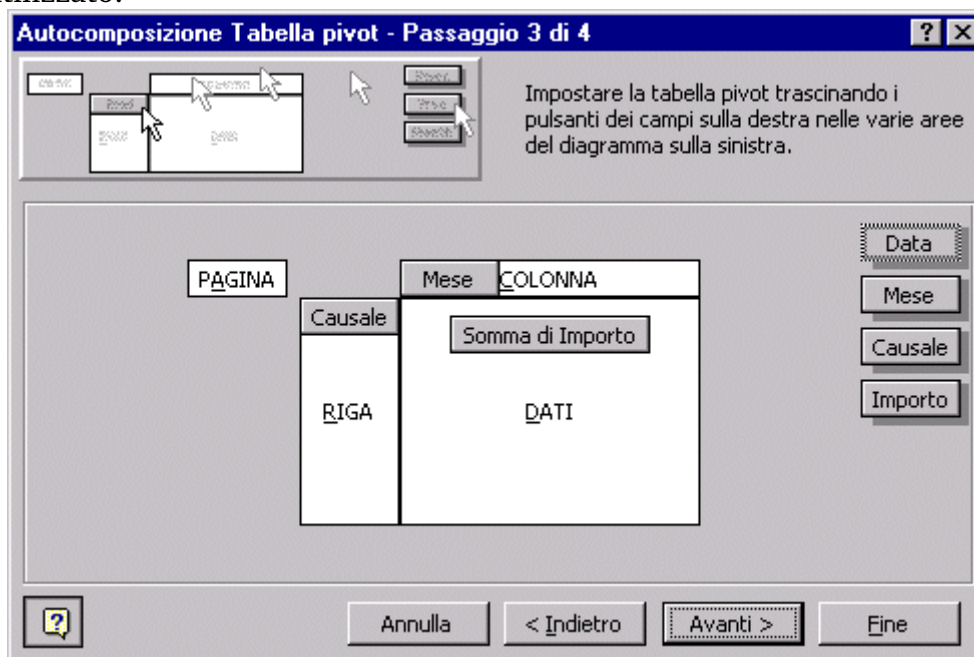 Autocomposizione Tabella pivot - Passaggio 3 di 4
Impostare la tabella pivot trascinando i
pulsanti dei campi sulla destra nelle varie aree
del diagramma sulla sinistra.
Data
PAGINA
Mese
COLONNA
Mese
Causale
Somma di Importo
Causale
Importo
RIGA
DATI
Annulla
< Indietro
Avanti >
Fine